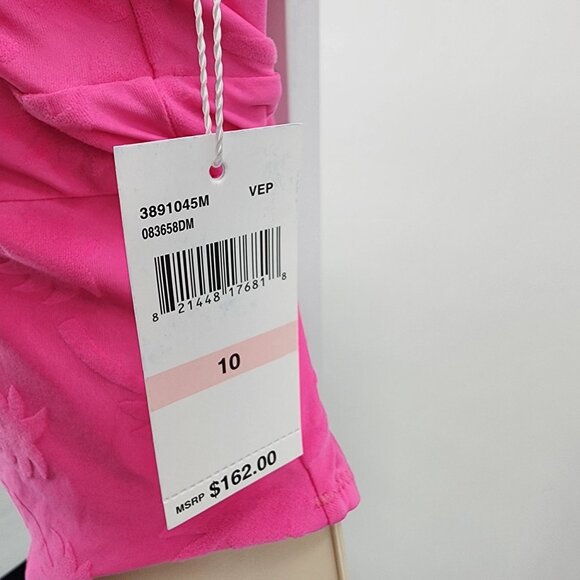 3891045M VEP
083658DM
8 21448 17681 8
10
MSRP $162.00